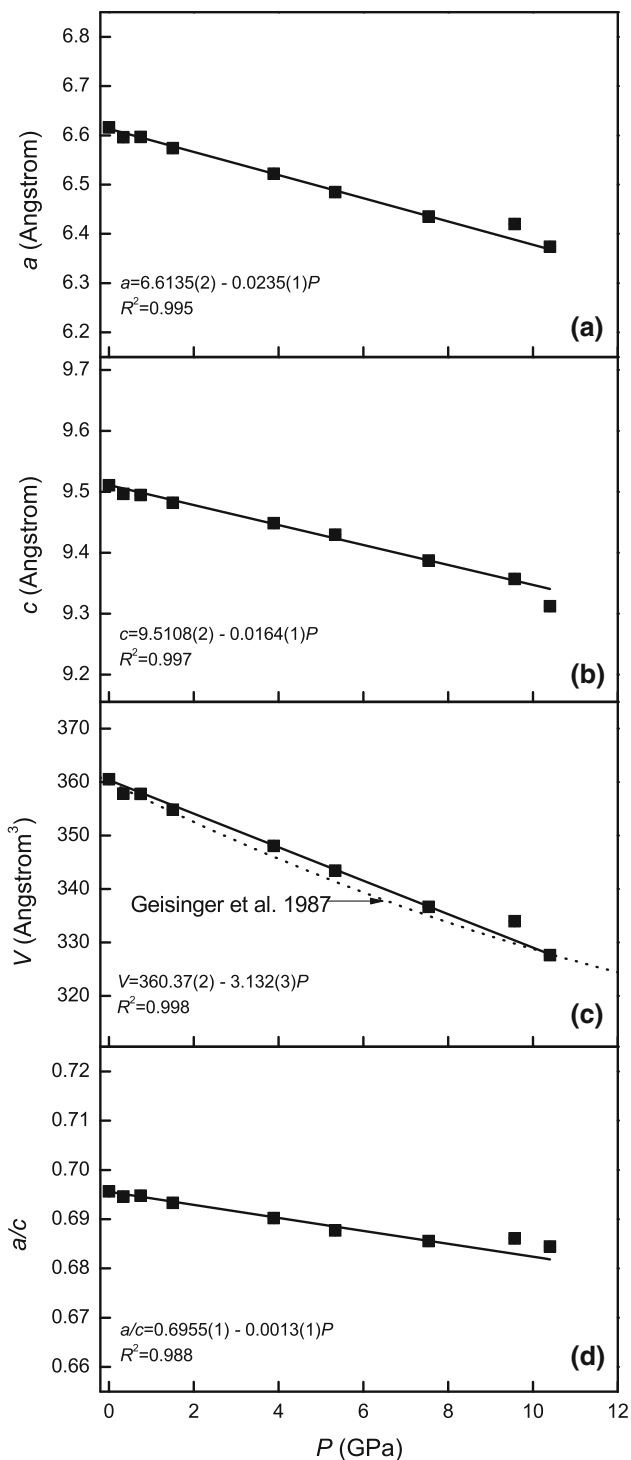 6.8
6.7
6.6
6.5
6.4
6.3
6.2
a (Angstrom)
a=6.6135(2) - 0.0235(1)P
R²=0.995
(a)
9.7
9.6
9.5
9.4
9.3
9.2
c (Angstrom)
c=9.5108(2) - 0.0164(1)P
R²=0.997
(b)
370
360
350
340
330
320
V (Angstrom³)
Geisinger et al. 1987
V=360.37(2) - 3.132(3)P
R²=0.998
(c)
0.72
0.71
0.70
0.69
0.68
0.67
0.66
a/c
a/c=0.6955(1) - 0.0013(1)P
R²=0.988
(d)
0 2 4 6 8 10 12
P (GPa)